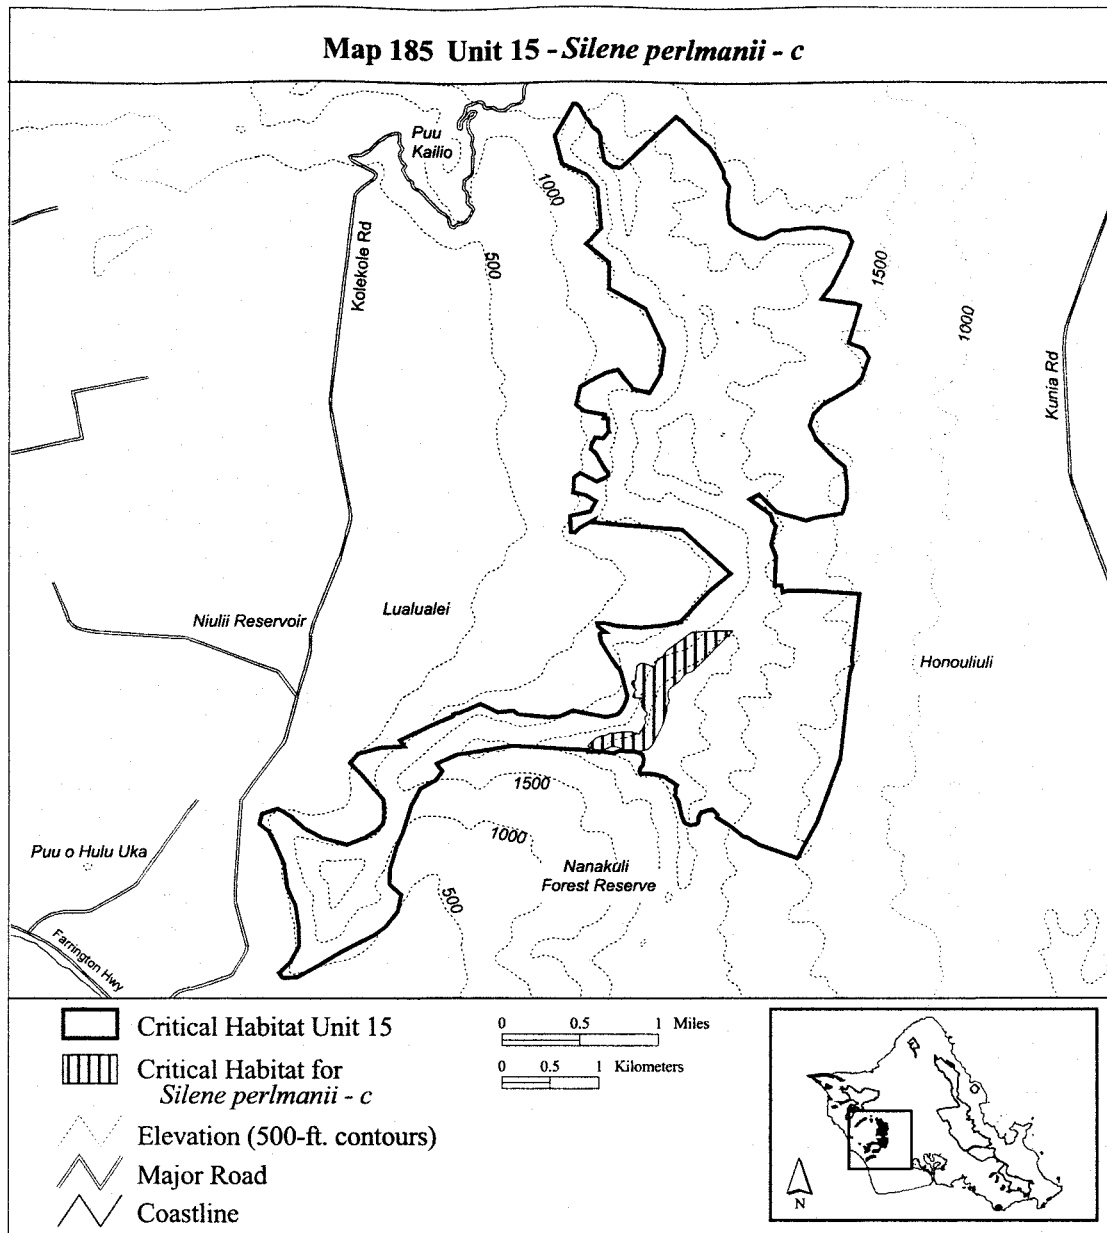 Map 185 Unit 15 - Silene perlmanii - c
Puu
Kailio
1000
Kolekole Rd
500
1500
1000
Kunia Rd
Niulii Reservoir
Lualualei
Honouliuli
1500
1000
Puu o Hulu Uka
Nanakuli
Forest Reserve
500
Farrington Hwy
Critical Habitat Unit 15
Critical Habitat for
Silene perlmanii - c
Elevation (500-ft. contours)
Major Road
Coastline
0 0.5 1 Miles
0 0.5 1 Kilometers
N